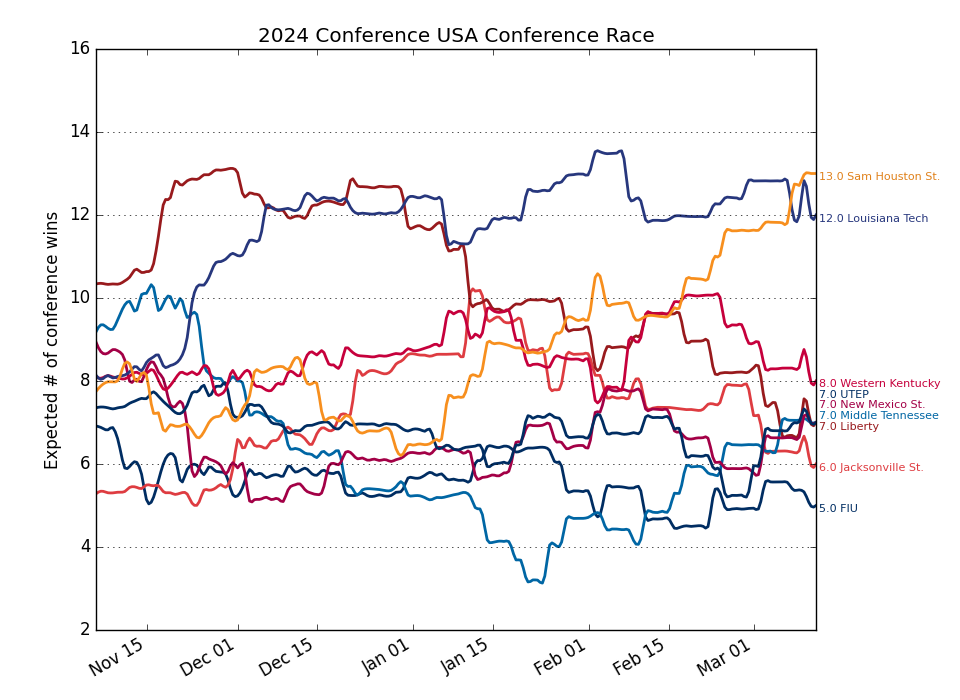 2024 Conference USA Conference Race
Expected # of conference wins
16
14
12
10
8
6
4
2
Nov 15
Dec 01
Dec 15
Jan 01
Jan 15
Feb 01
Feb 15
Mar 01
13.0 Sam Houston St.
12.0 Louisiana Tech
8.0 Western Kentucky
7.0 UTEP
7.0 New Mexico St.
7.0 Middle Tennessee
7.0 Liberty
6.0 Jacksonville St.
5.0 FIU